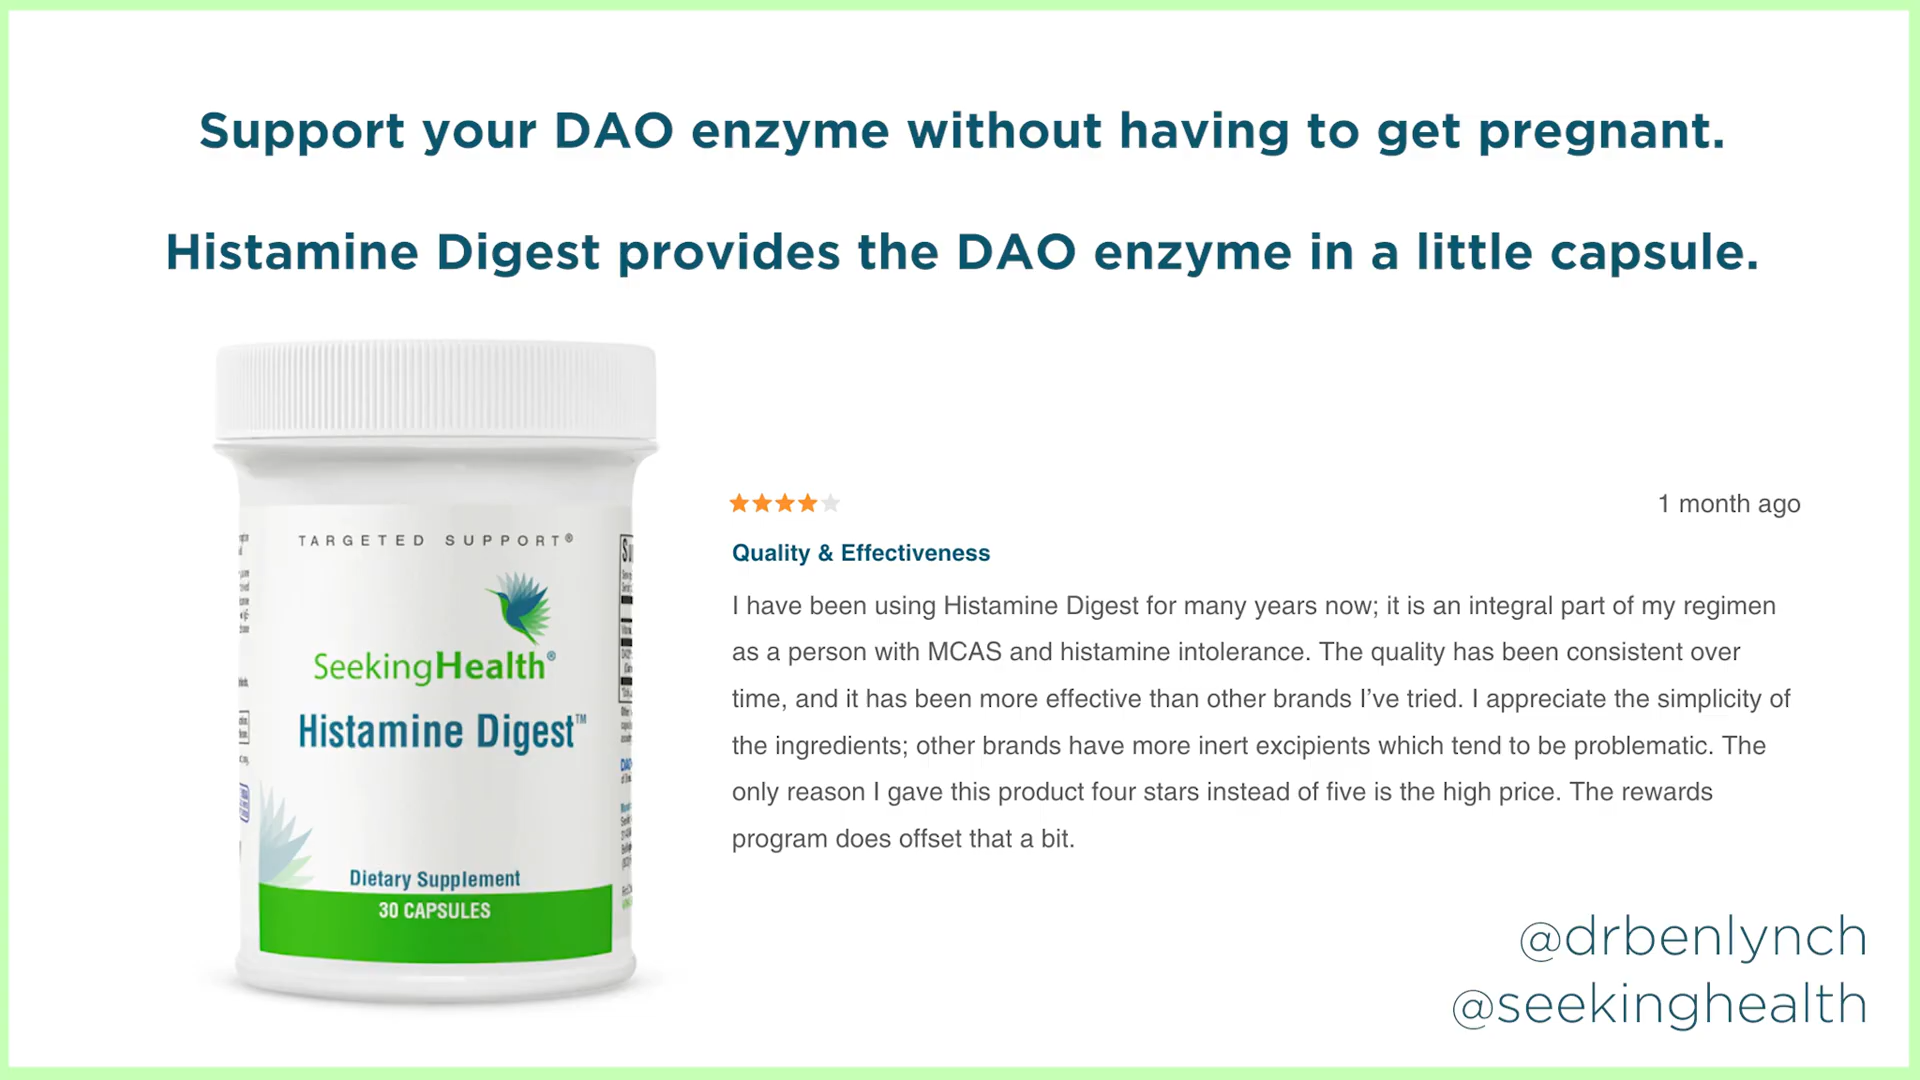 Support your DAO enzyme without having to get pregnant.
Histamine Digest provides the DAO enzyme in a little capsule.
TARGETED SUPPORT®
SeekingHealth®
Histamine Digest™
Dietary Supplement
30 CAPSULES
1 month ago
Quality & Effectiveness
I have been using Histamine Digest for many years now; it is an integral part of my regimen
as a person with MCAS and histamine intolerance. The quality has been consistent over
time, and it has been more effective than other brands I’ve tried. I appreciate the simplicity of
the ingredients; other brands have more inert excipients which tend to be problematic. The
only reason I gave this product four stars instead of five is the high price. The rewards
program does offset that a bit.
@drbenlynch
@seekinghealth